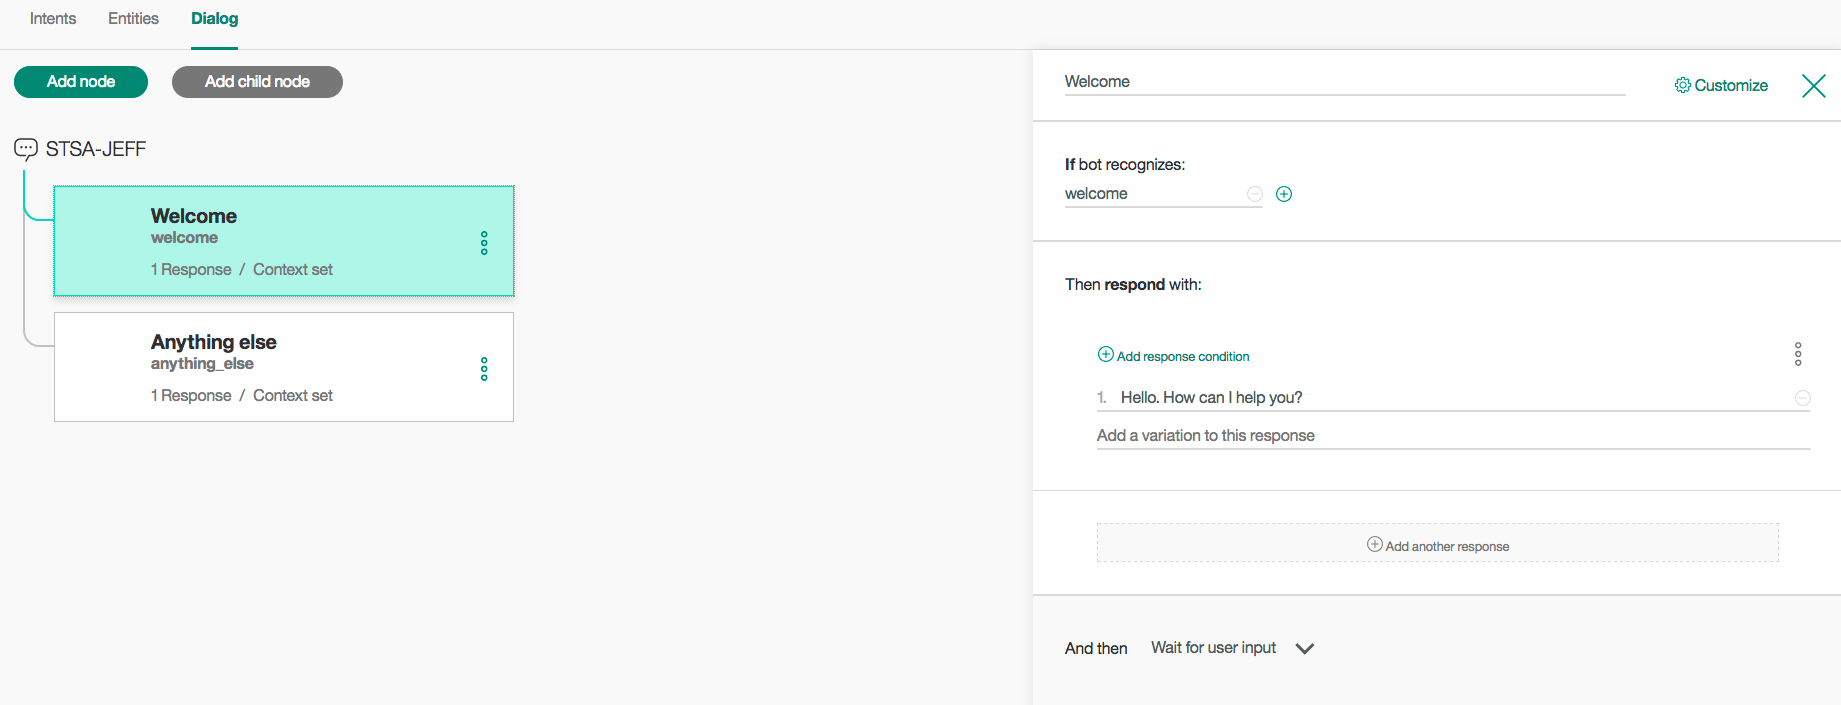 Intents Entities Dialog
Add node Add child node
STSA-JEFF
Welcome
welcome
1 Response / Context set
Anything else
anything_else
1 Response / Context set
Welcome
Customize
If bot recognizes:
welcome
Then respond with:
Add response condition
1. Hello. How can I help you?
Add a variation to this response
Add another response
And then Wait for user input